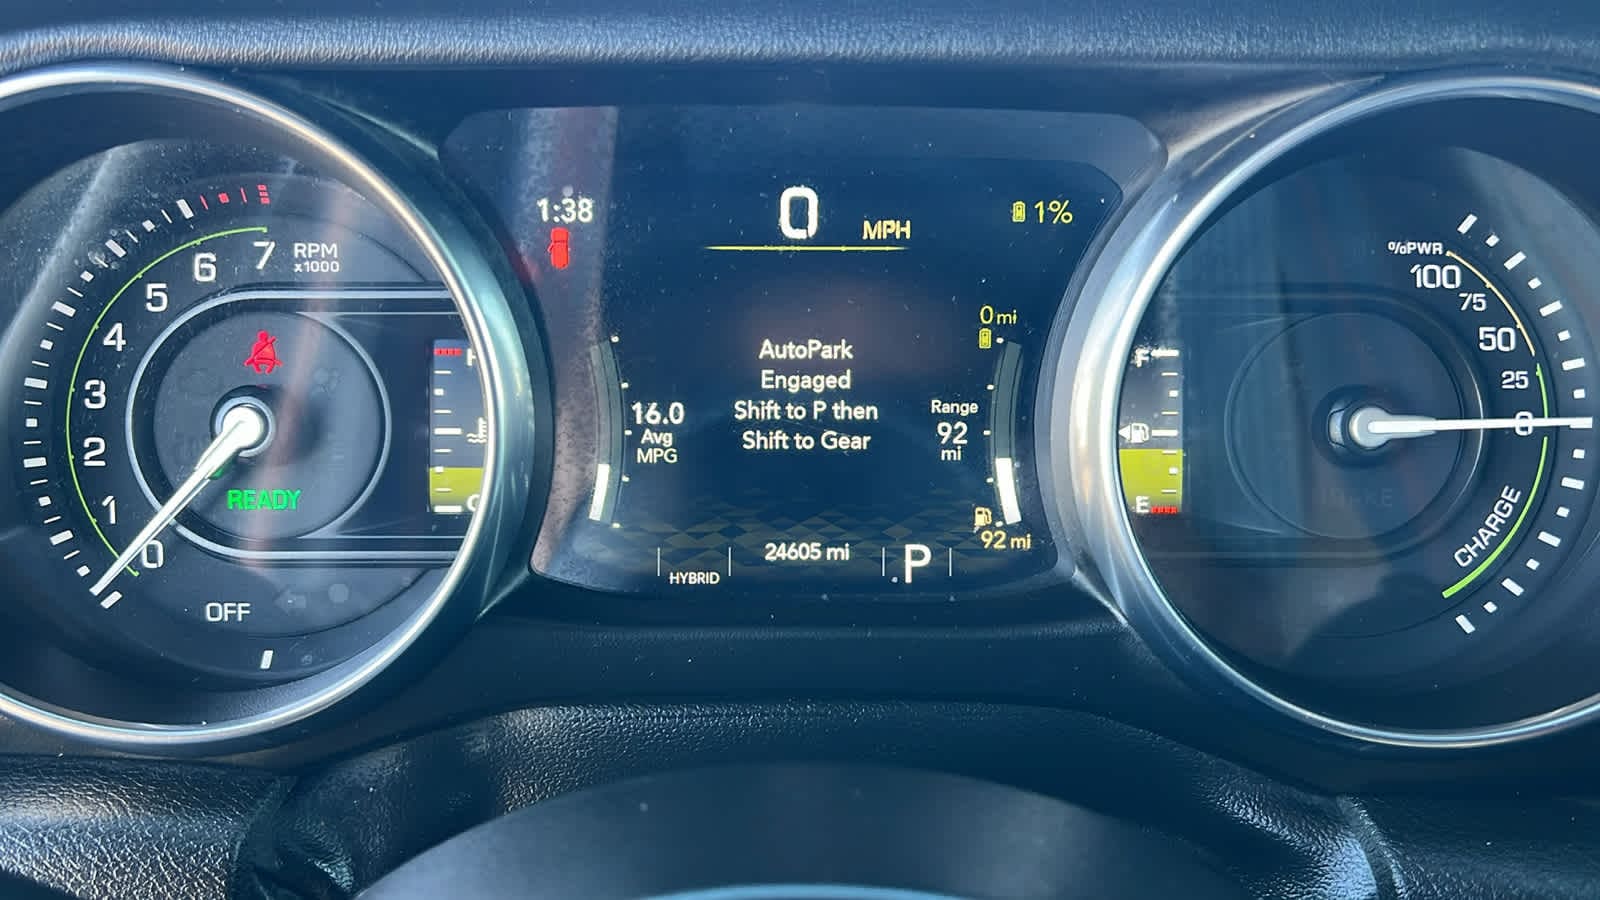 1:38
0 MPH
1%
7
6
5
4
3
2
1
0
RPM
x1000
H
C
READY
OFF
0 mi
AutoPark
Engaged
Shift to P then
Shift to Gear
16.0
Avg
MPG
Range
92
mi
92 mi
HYBRID
24605 mi
P
F
E
%PWR
100
75
50
25
0
CHARGE